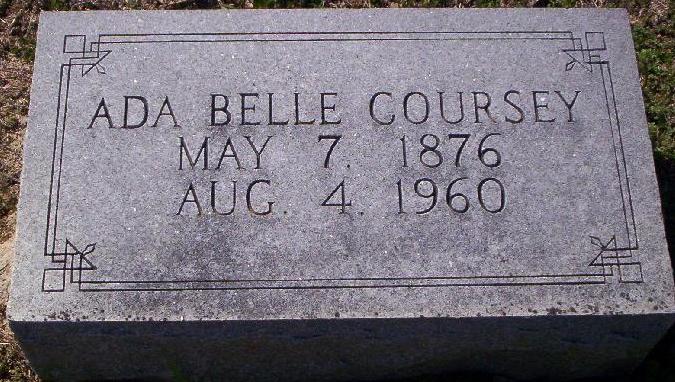 ADA BELLE COURSEY
MAY 7, 1876
AUG. 4, 1960